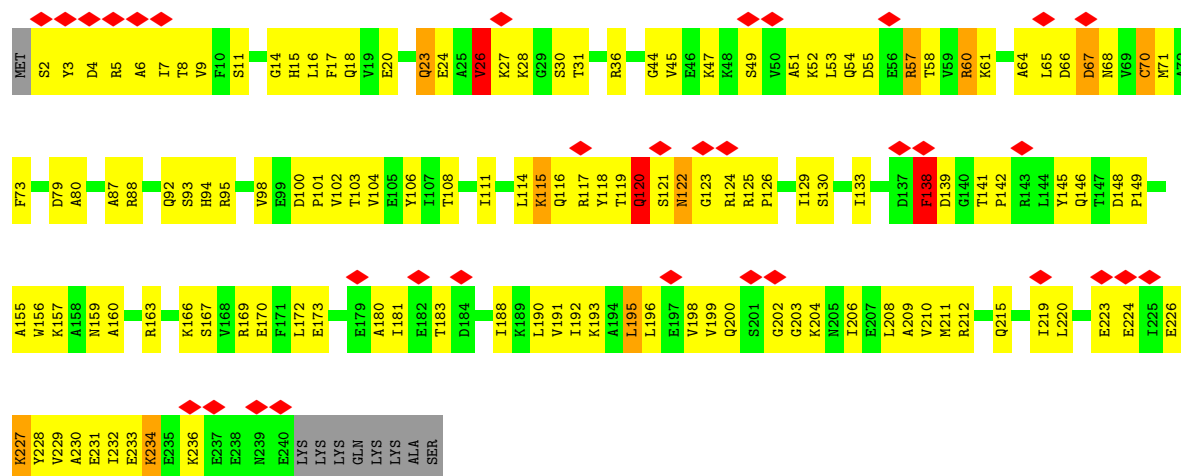 MET S2 Y3 D4 R5 A6 I7 T8 V9 F10 S11 G14 H15 L16 F17 Q18 V19 E20 Q23 E24 A25 V26 K27 K28 G29 S30 T31 R36 G44 V45 E46 K47 K48 S49 V50 A51 K52 L53 Q54 D55 E56 R57 T58 V59 R60 K61 A64 L65 D66 D67 N68 V69 C70 M71
F73 D79 A80 A87 R88 Q92 S93 H94 R95 V98 E99 D100 P101 V102 T103 V104 E105 Y106 I107 T108 I111 L114 K115 Q116 R117 Y118 T119 Q120 S121 N122 G123 R124 R125 P126 I129 S130 I133 D137 F138 D139 G140 T141 P142 R143 L144 Y145 Q146 T147 D148 P149
A155 W156 K157 A158 N159 A160 R163 K166 S167 V168 R169 E170 F171 L172 E173 E179 A180 I181 E182 T183 D184 I188 K189 L190 V191 I192 K193 A194 L195 L196 E197 V198 V199 Q200 S201 G202 G203 K204 N205 I206 E207 L208 A209 V210 M211 R212 Q215 I219 L220 E223 E224 I225 E226
K227 Y228 V229 A230 E231 I232 E233 K234 E235 K236 E237 E238 N239 E240 LYS LYS LYS GLN LYS LYS ALA SER